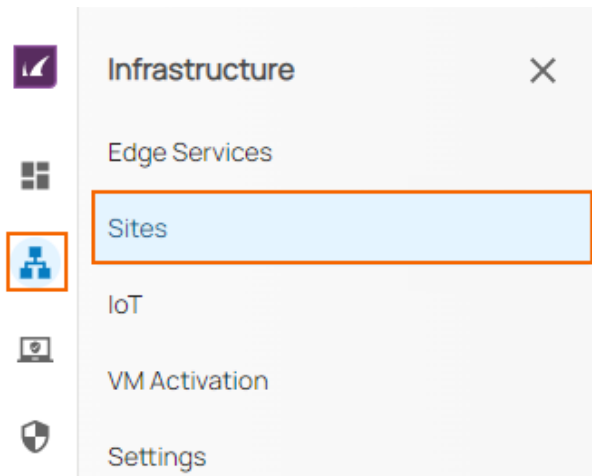 Infrastructure
Edge Services
Sites
IoT
VM Activation
Settings